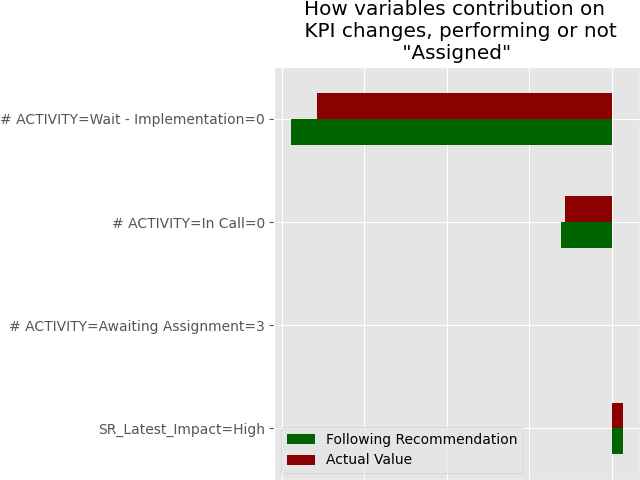 How variables contribution on
KPI changes, performing or not
"Assigned"
# ACTIVITY=Wait - Implementation=0
# ACTIVITY=In Call=0
# ACTIVITY=Awaiting Assignment=3
SR_Latest_Impact=High
Following Recommendation
Actual Value